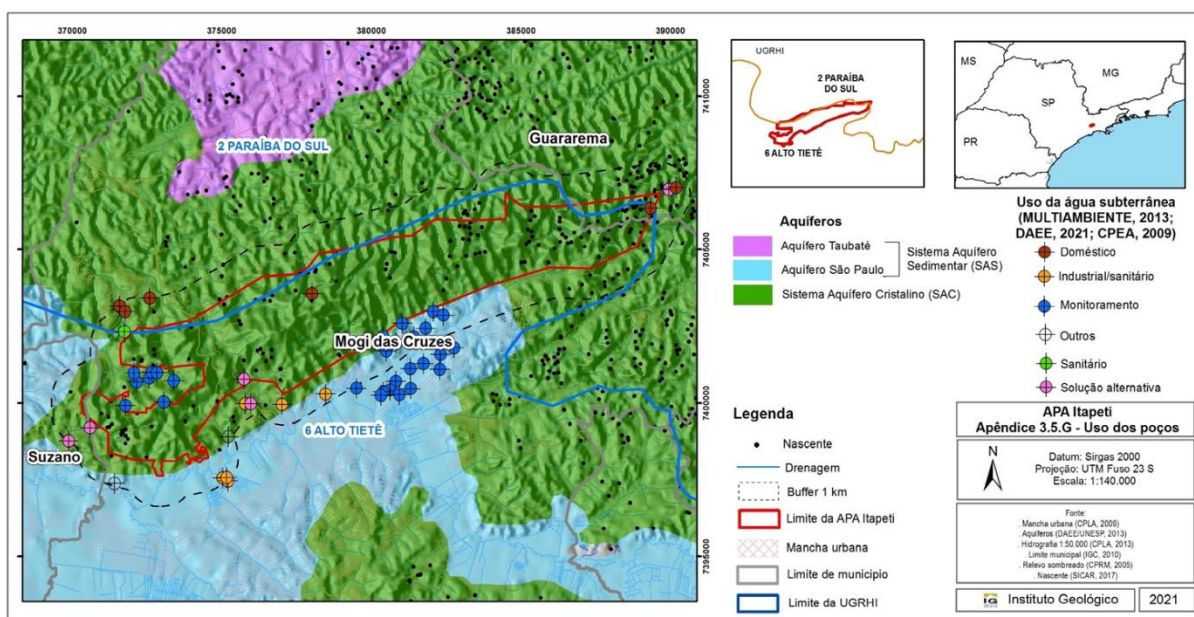 370000
375000
380000
385000
390000
7410000
7405000
7400000
7395000
2 PARAÍBA DO SUL
Guararema
Mogi das Cruzes
6 ALTO TIETÊ
Suzano
UGRHI
2 PARAÍBA
DO SUL
6 ALTO TIETÊ
MS
MG
SP
PR
Aquíferos
Aquífero Taubaté
Aquífero São Paulo
Sistema Aquífero
Sedimentar (SAS)
Sistema Aquífero Cristalino (SAC)
Uso da água subterrânea
(MULTIAMBIENTE, 2013;
DAEE, 2021; CPEA, 2009)
Doméstico
Industrial/sanitário
Monitoramento
Outros
Sanitário
Solução alternativa
Legenda
Nascente
Drenagem
Buffer 1 km
Limite da APA Itapeti
Mancha urbana
Limite de municipio
Limite da UGRHI
APA Itapeti
Apêndice 3.5.G - Uso dos poços
N
Datum: Sirgas 2000
Projeção: UTM Fuso 23 S
Escala: 1:140.000
Fonte:
. Mancha urbana (CPLA, 2009)
. Aquíferos (DAEE/UNESP, 2013)
. Hidrografia 1:50.000 (CPLA, 2013)
. Limite municipal (IGC, 2010)
. Relevo sombreado (CPRM, 2005)
. Nascente (SICAR, 2017)
IG Instituto Geológico
2021